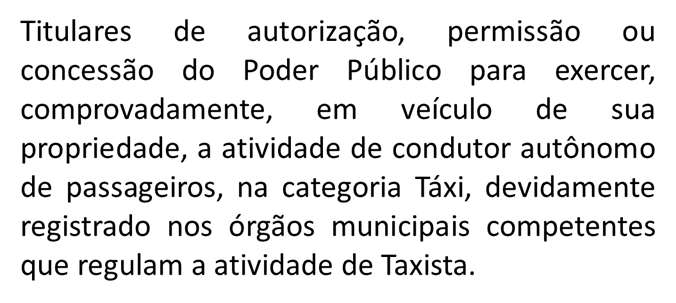 Titulares de autorização, permissão ou
concessão do Poder Público para exercer,
comprovadamente, em veículo de sua
propriedade, a atividade de condutor autônomo
de passageiros, na categoria Táxi, devidamente
registrado nos órgãos municipais competentes
que regulam a atividade de Taxista.